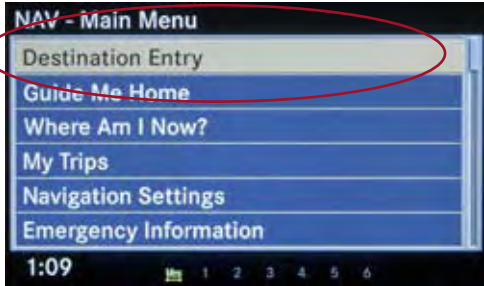 NAV - Main Menu
Destination Entry
Guide Me Home
Where Am I Now?
My Trips
Navigation Settings
Emergency Information
1:09 1 2 3 4 5 6